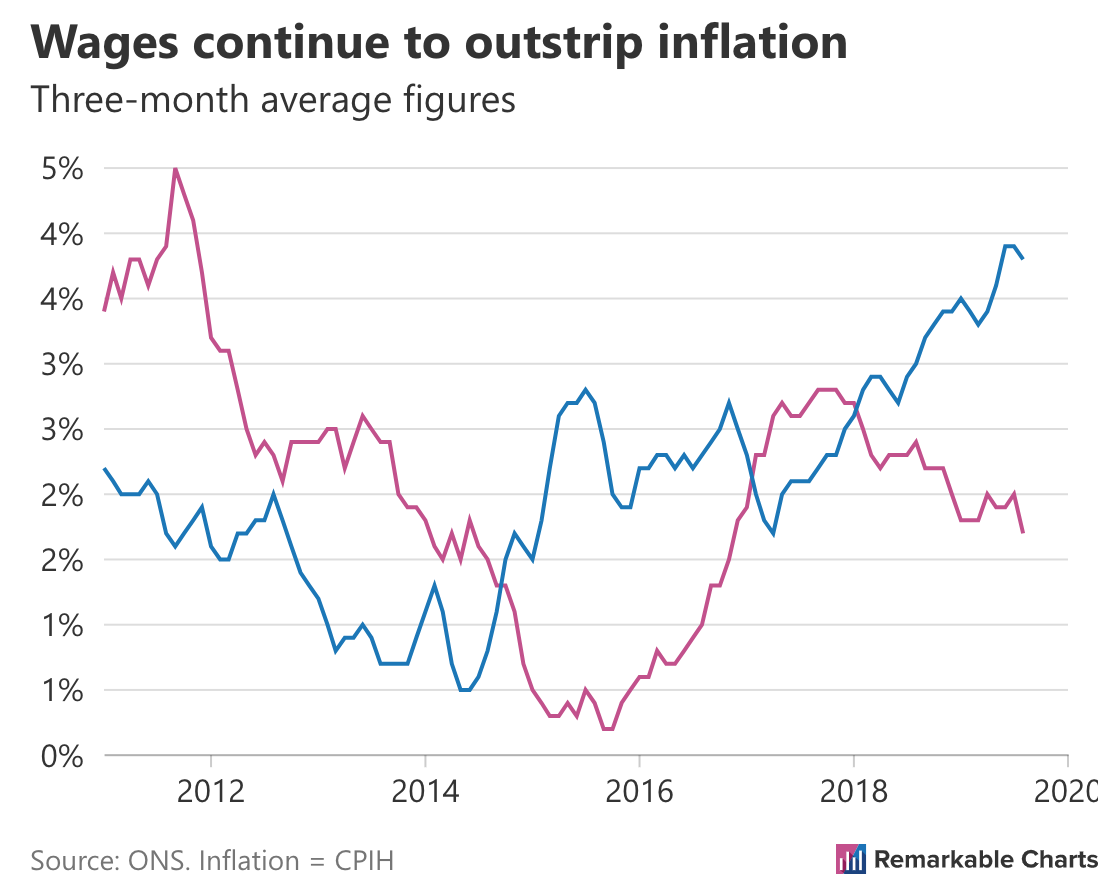 Wages continue to outstrip inflation
Three-month average figures
5%
4%
4%
3%
3%
2%
2%
1%
1%
0%
2012 2014 2016 2018 2020
Source: ONS. Inflation = CPIH
Remarkable Charts